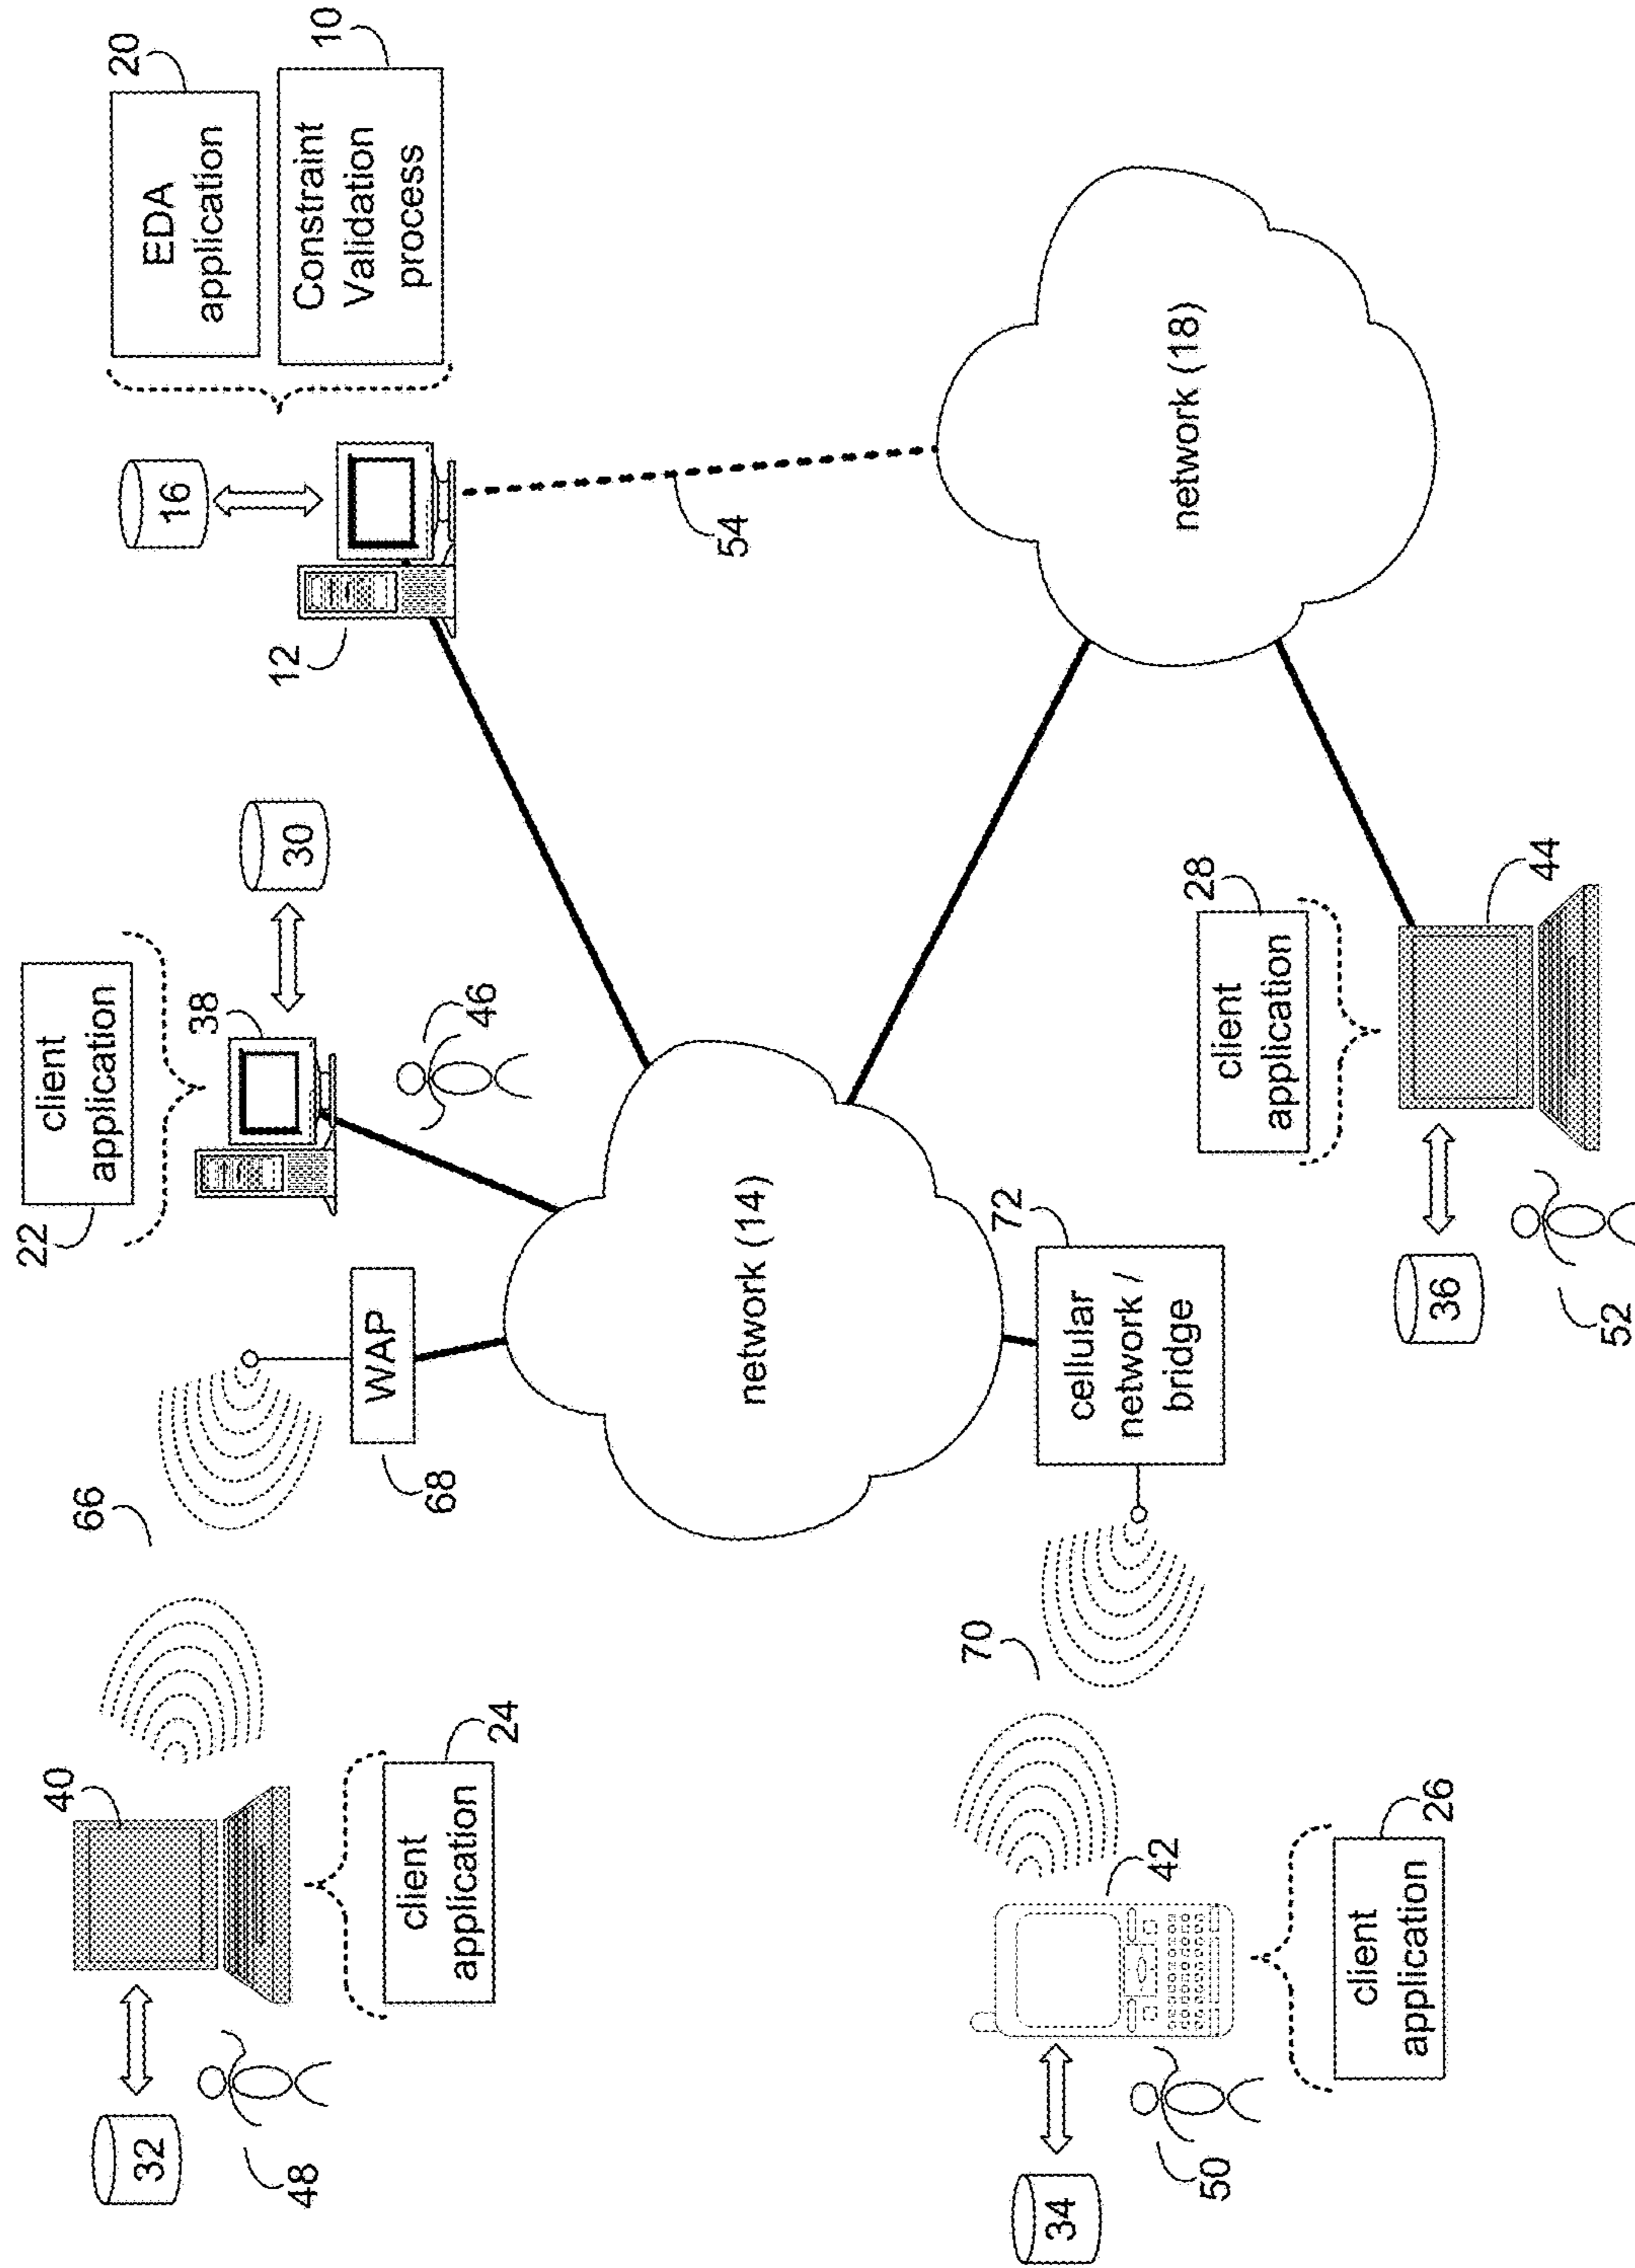 32
40
66
48
24
client
application
22
client
application
38
30
46
WAP
68
16
12
20
EDA
application
10
Constraint
Validation
process
54
network (14)
network (18)
34
42
70
50
26
client
application
72
cellular
network /
bridge
28
client
application
44
36
52